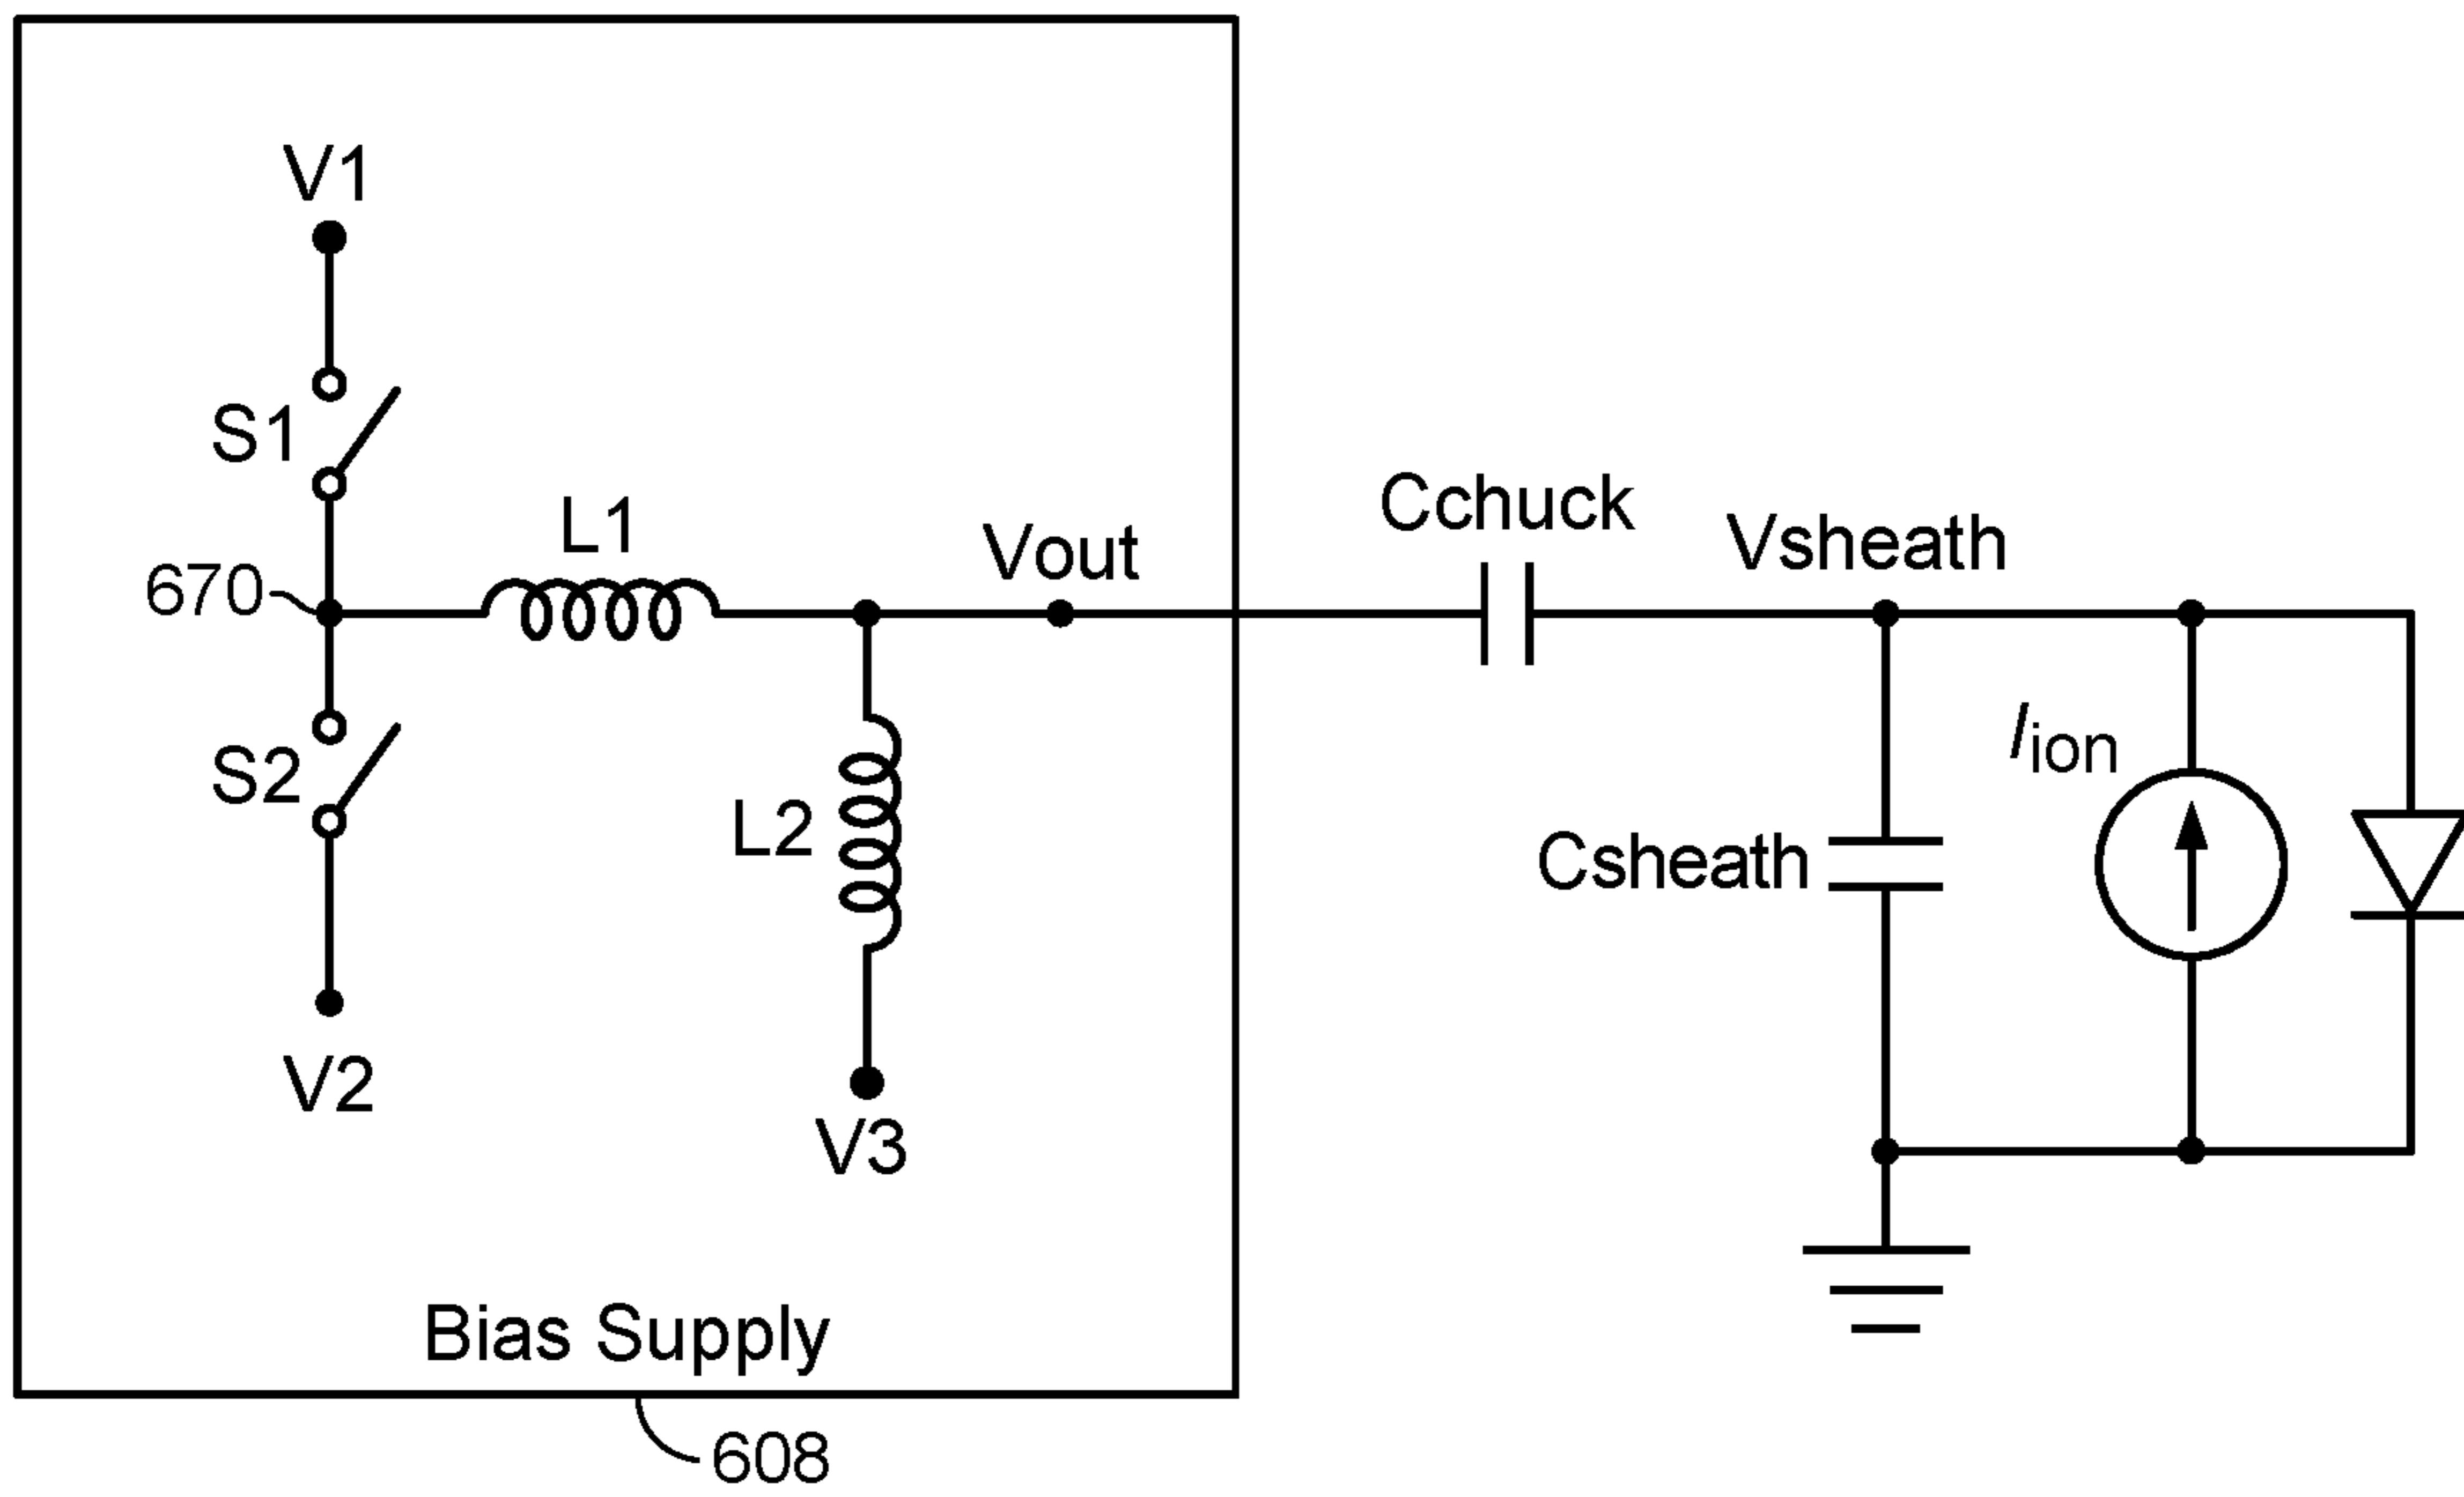 V1
S1
670
L1
Vout
Cchuck
Vsheath
S2
V2
L2
V3
Csheath
Iion
Bias Supply
608